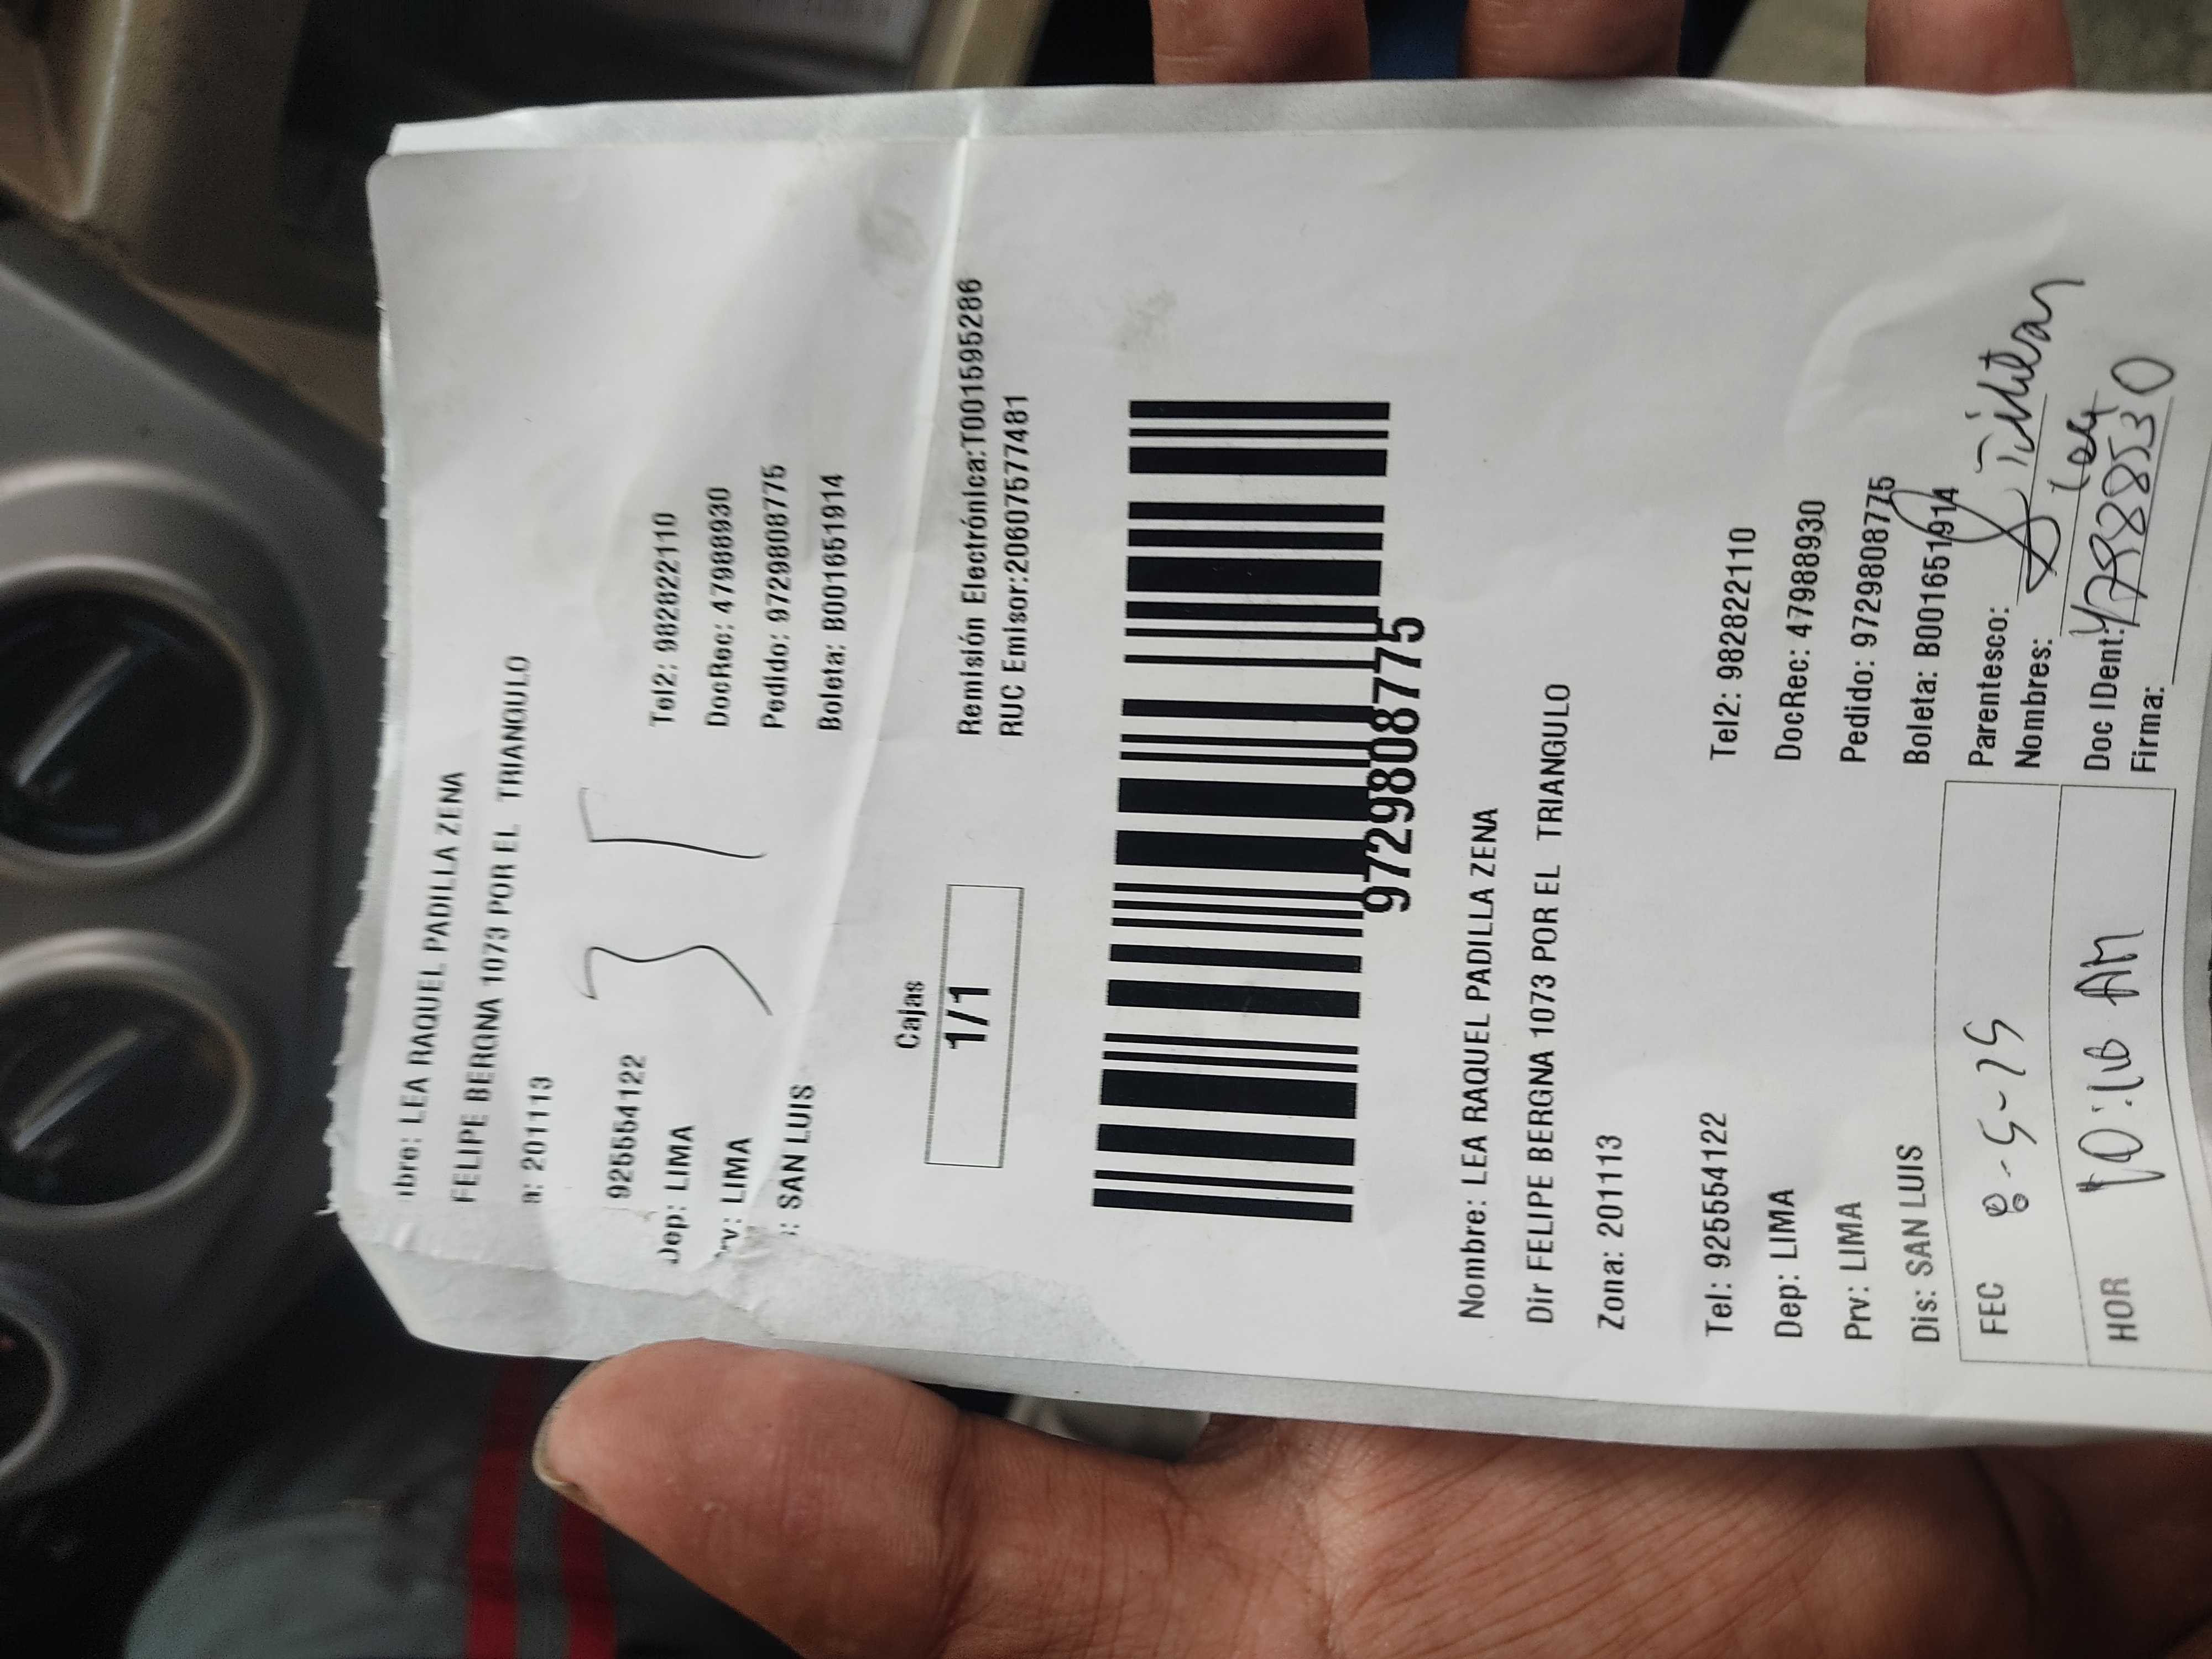 ibre: LEA RAQUEL PADILLA ZENA
FELIPE BERGNA 1073 POR EL TRIANGULO
a: 201113
35
925554122 Tel2: 982822110
Dep: LIMA DocRec: 47988930
rv: LIMA Pedido: 9729808775
: SAN LUIS Boleta: B001651914
Cajas
1/1
Remisión Electrónica:T001595286
RUC Emisor:20607577481
9729808775
Nombre: LEA RAQUEL PADILLA ZENA
Dir FELIPE BERGNA 1073 POR EL TRIANGULO
Zona: 201113
Tel: 925554122 Tel2: 982822110
Dep: LIMA DocRec: 47988930
Prv: LIMA Pedido: 9729808775
Dis: SAN LUIS Boleta: B001651914
FEC 8-5-25 Parentesco: Titular
Nombres:
HOR 10:16 AM Doc IDent:
Firma: